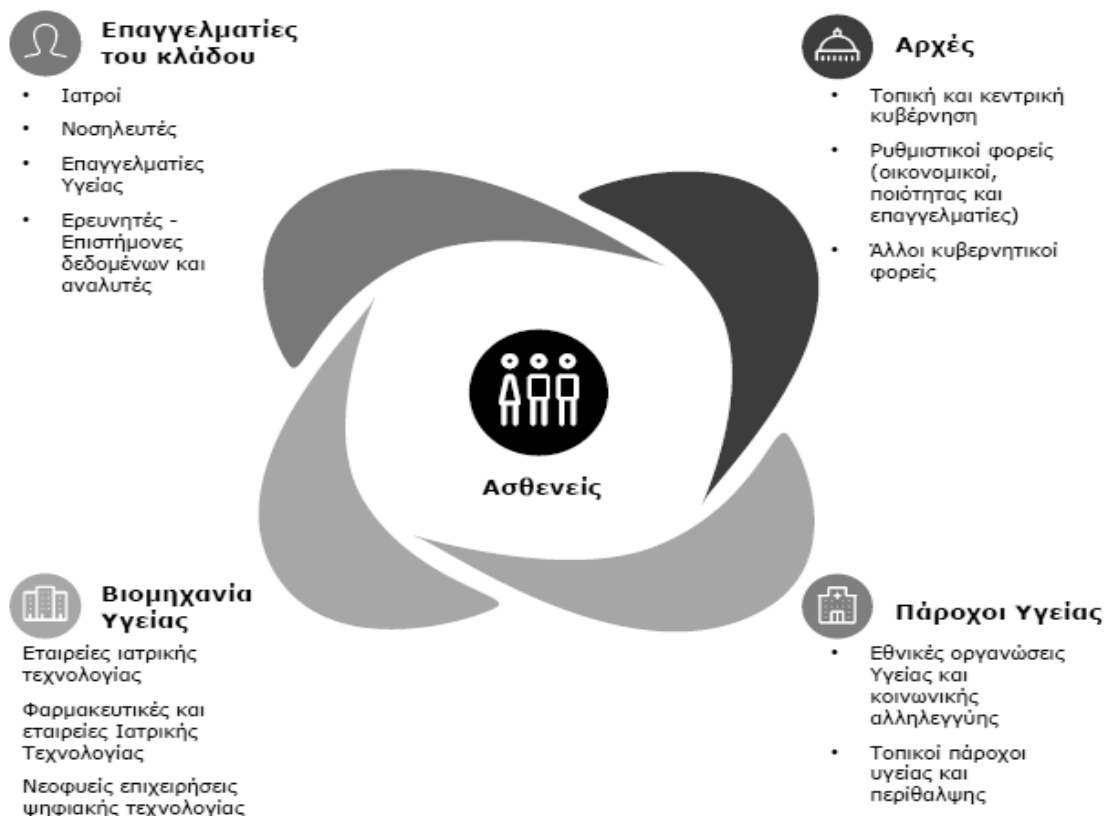 Επαγγελματίες
του κλάδου
• Ιατροί
• Νοσηλευτές
• Επαγγελματίες
Υγείας
• Ερευνητές -
Επιστήμονες
δεδομένων και
αναλυτές
Αρχές
• Τοπική και κεντρική
κυβέρνηση
• Ρυθμιστικοί φορείς
(οικονομικοί,
ποιότητας και
επαγγελματίες)
• Άλλοι κυβερνητικοί
φορείς
Ασθενείς
Βιομηχανία
Υγείας
Εταιρείες ιατρικής
τεχνολογίας
Φαρμακευτικές και
εταιρείες Ιατρικής
Τεχνολογίας
Νεοφυείς επιχειρήσεις
ψηφιακής τεχνολογίας
Πάροχοι Υγείας
• Εθνικές οργανώσεις
Υγείας και
κοινωνικής
αλληλεγγύης
• Τοπικοί πάροχοι
υγείας και
περίθαλψης